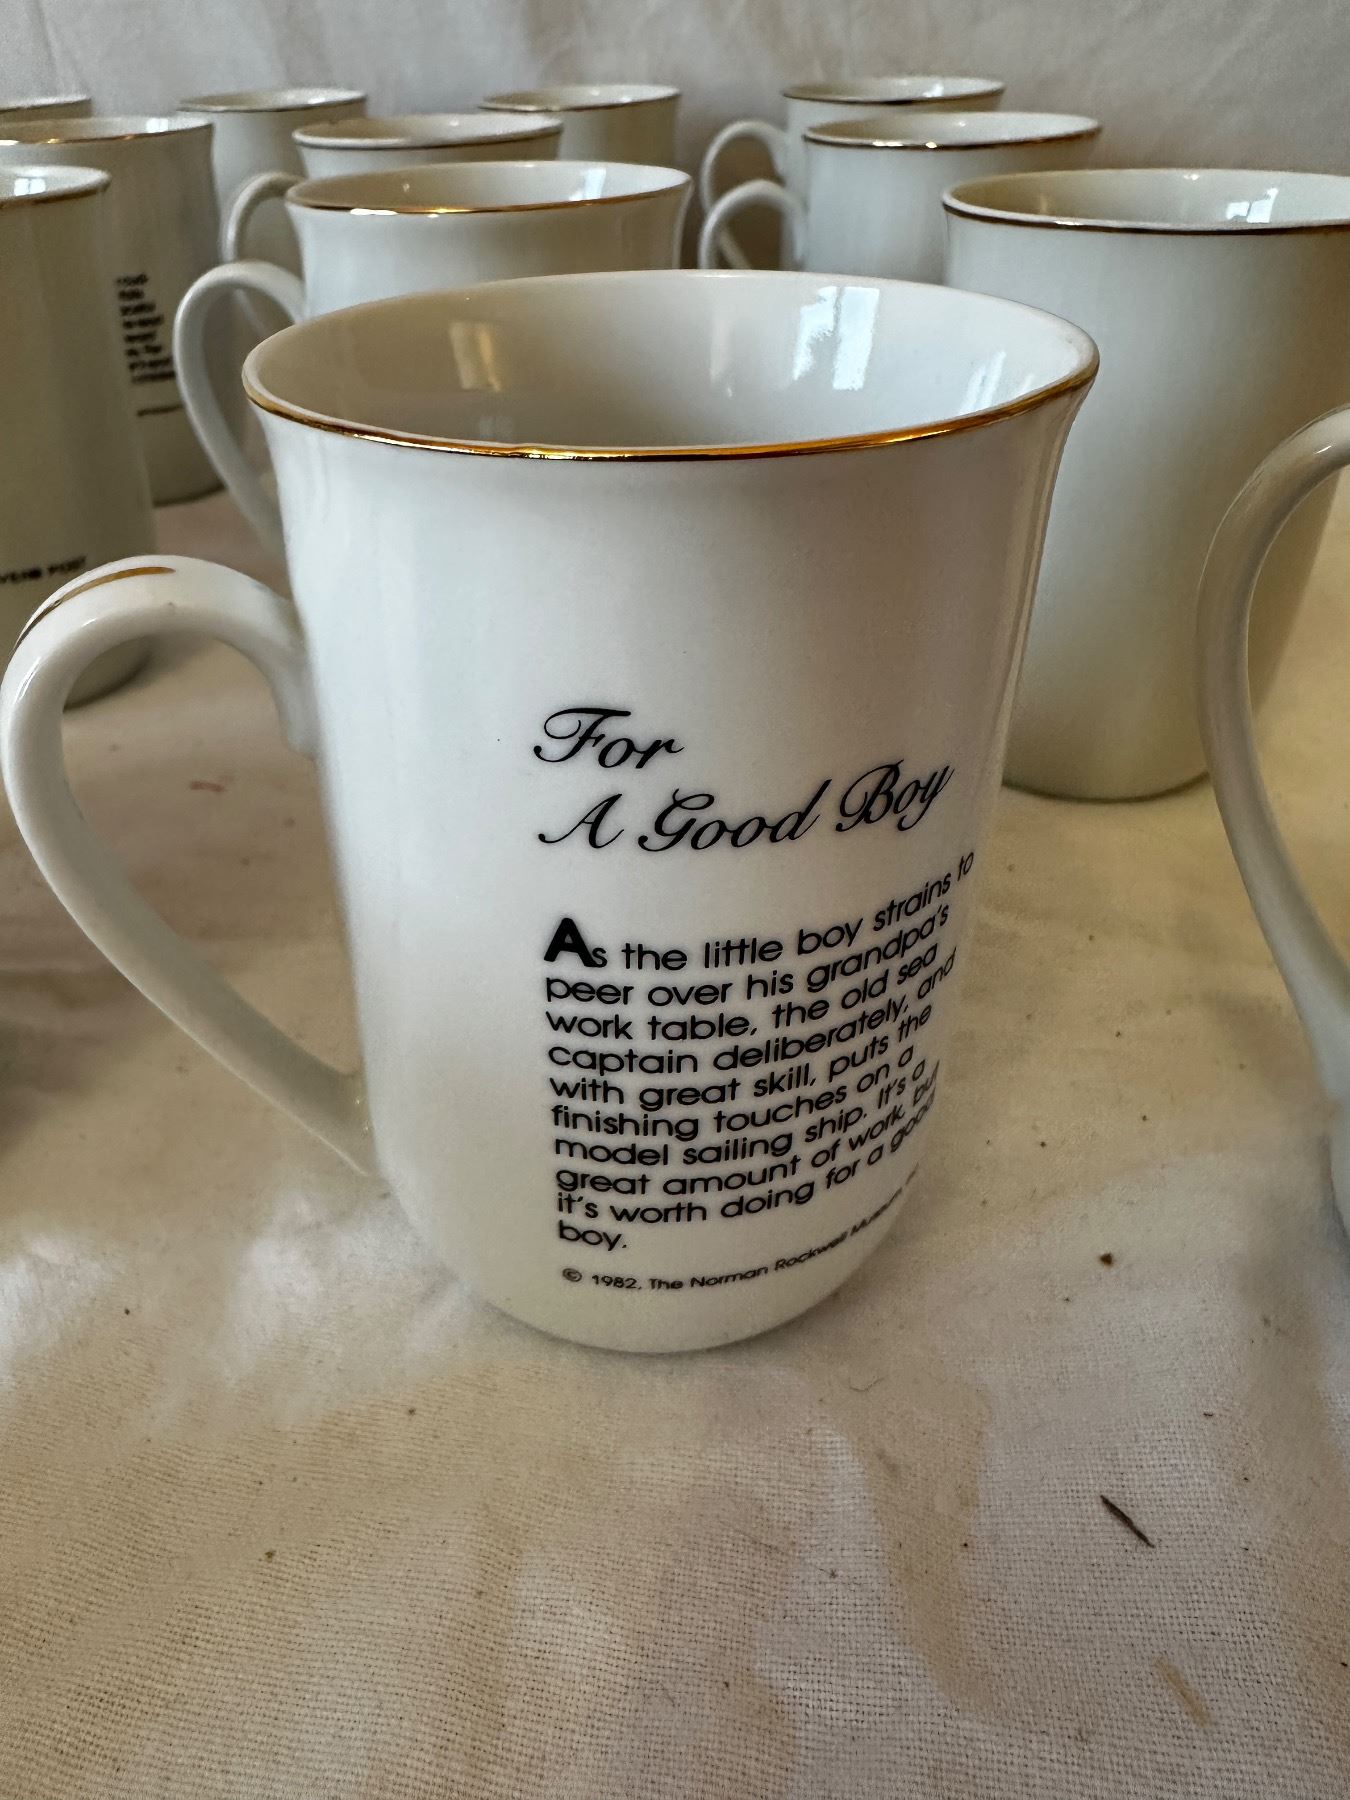 For
A Good Boy
As the little boy strains to
peer over his grandpa's
work table, the old sea
captain deliberately, and
with great skill, puts the
finishing touches on a
model sailing ship. It's a
great amount of work, but
it's worth doing for a good
boy.
© 1982, The Norman Rockwell Museum,
POST